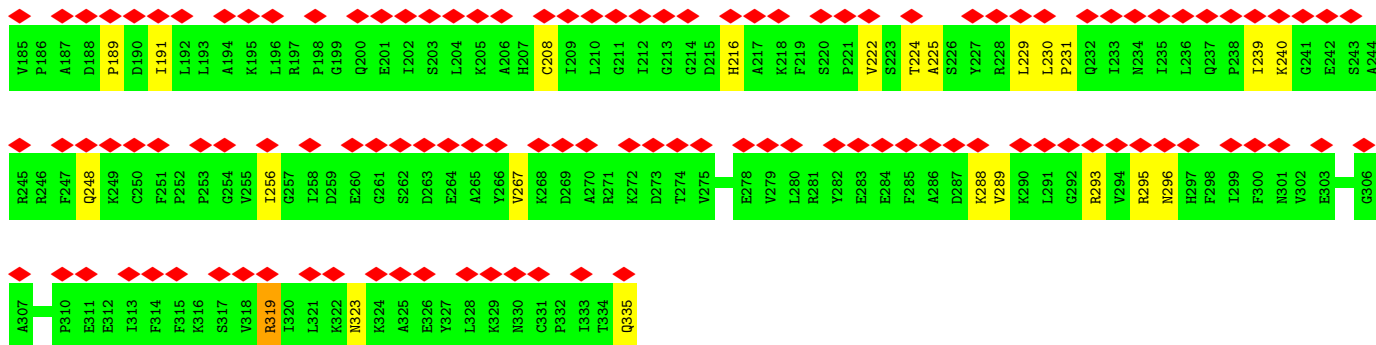 V185 P186 A187 D188 P189 D190 I191 L192 L193 A194 K195 L196 R197 P198 G199 Q200 E201 I202 S203 L204 K205 A206 H207 C208 I209 L210 G211 I212 G213 G214 D215 H216 A217 K218 F219 S220 P221 V222 S223 T224 A225 S226 Y227 R228 L229 L230 P231 Q232 I233 N234 I235 L236 Q237 P238 I239 K240 G241 E242 S243 A244
R245 R246 F247 Q248 K249 C250 F251 P252 P253 G254 V255 I256 G257 I258 D259 E260 G261 S262 D263 E264 A265 Y266 V267 K268 D269 A270 R271 K272 D273 T274 V275 E278 V279 L280 R281 Y282 E283 E284 F285 A286 D287 K288 V289 K290 L291 G292 R293 V294 R295 N296 H297 F298 I299 F300 N301 V302 E303 G306
A307 P310 E311 E312 I313 F314 F315 K316 S317 V318 R319 I320 L321 K322 N323 K324 A325 E326 Y327 L328 K329 N330 C331 P332 I333 T334 Q335